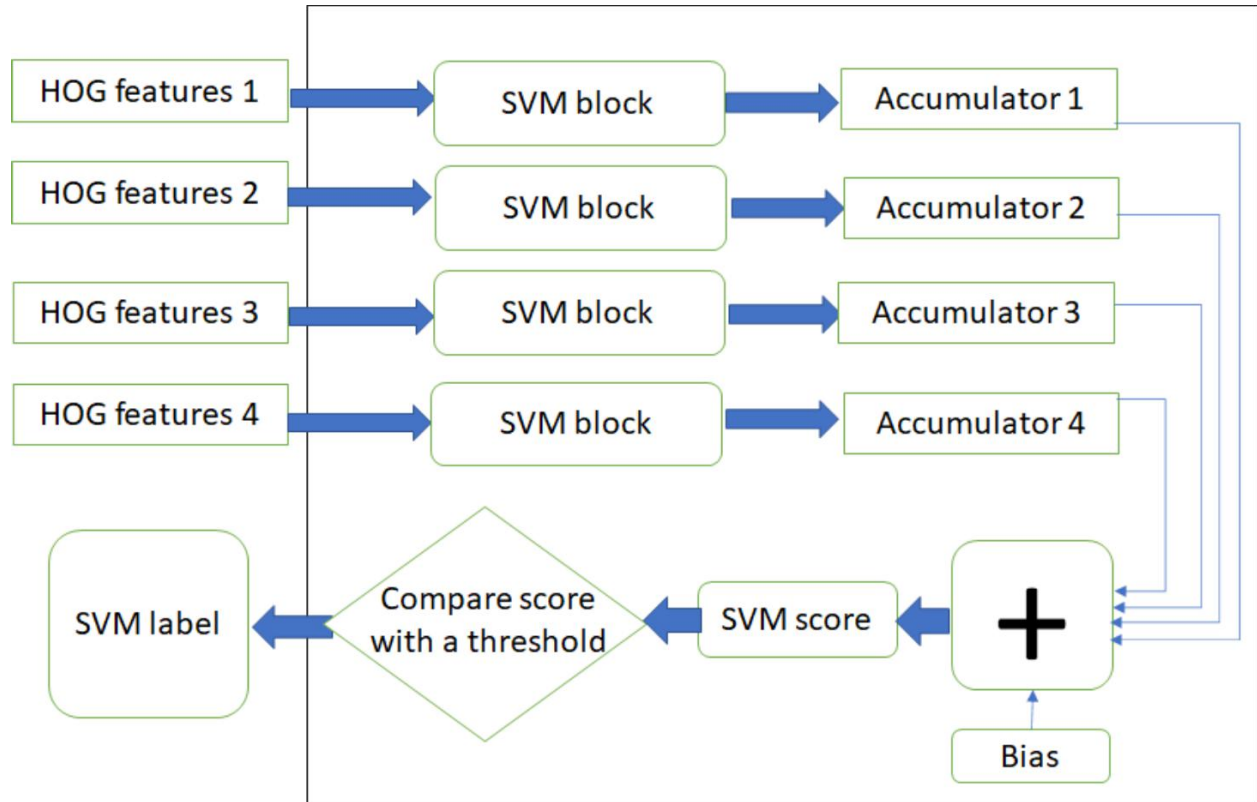 HOG features 1
SVM block
Accumulator 1
HOG features 2
SVM block
Accumulator 2
HOG features 3
SVM block
Accumulator 3
HOG features 4
SVM block
Accumulator 4
SVM label
Compare score
with a threshold
SVM score
+
Bias